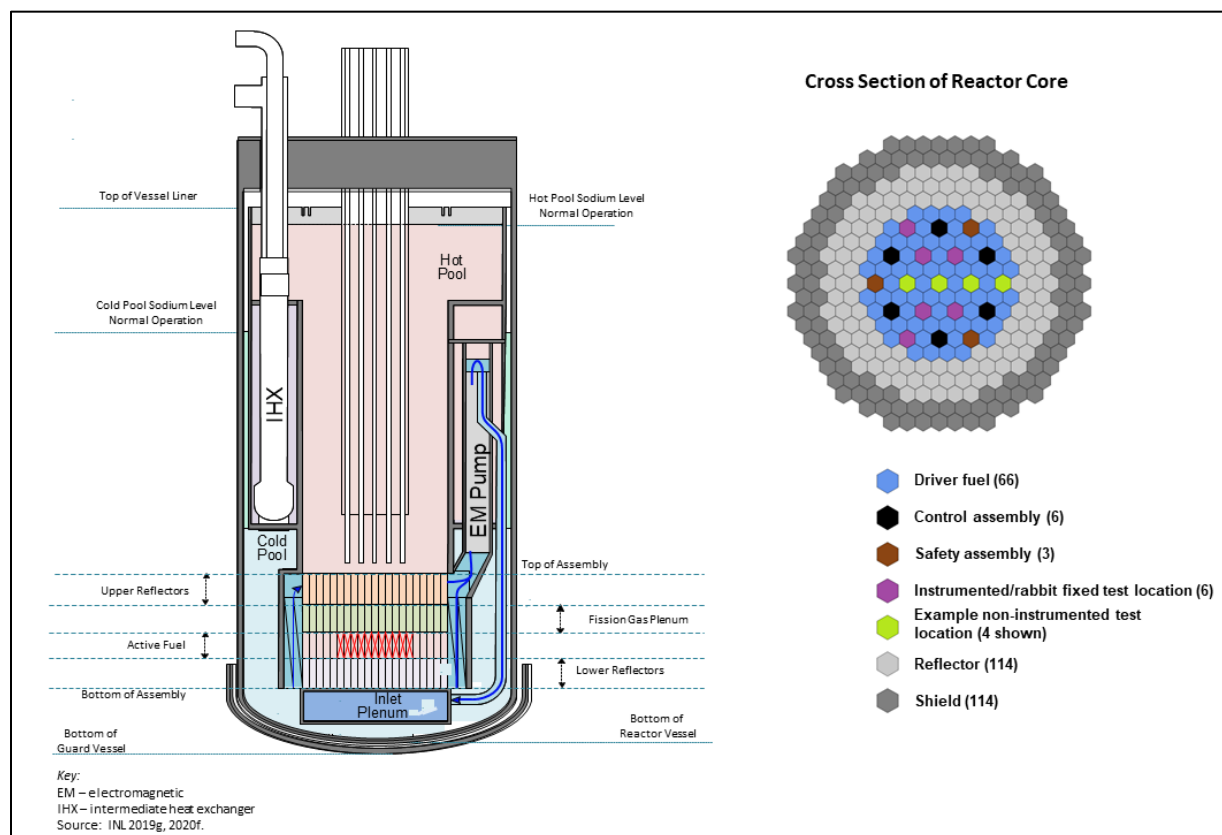 Cross Section of Reactor Core
Top of Vessel Liner
Hot Pool Sodium Level
Normal Operation
Hot
Pool
Cold Pool Sodium Level
Normal Operation
IHX
EM Pump
Cold
Pool
Top of Assembly
Upper Reflectors
Fission Gas Plenum
Active Fuel
Lower Reflectors
Bottom of Assembly
Inlet
Plenum
Bottom of
Reactor Vessel
Bottom of
Guard Vessel
Driver fuel (66)
Control assembly (6)
Safety assembly (3)
Instrumented/rabbit fixed test location (6)
Example non-instrumented test
location (4 shown)
Reflector (114)
Shield (114)
Key:
EM – electromagnetic
IHX – intermediate heat exchanger
Source: INL 2019g, 2020f.